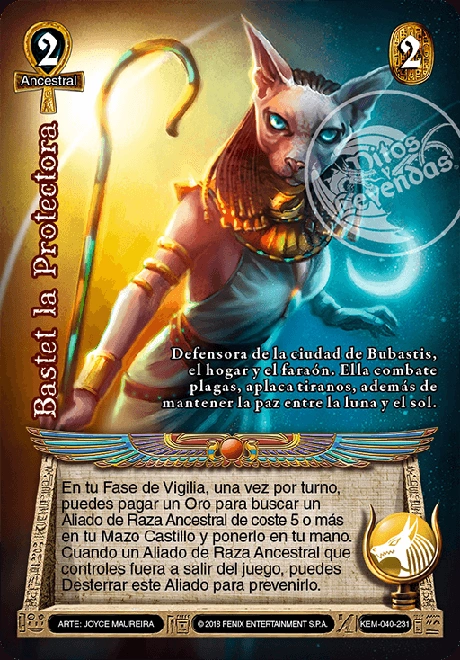 2
Ancestral
2
Mitos
y
Leyendas
Bastet la Protectora
Defensora de la ciudad de Bubastis,
el hogar y el faraón. Ella combate
plagas, aplaca tiranos, además de
mantener la paz entre la luna y el sol.
En tu Fase de Vigilia, una vez por turno,
puedes pagar un Oro para buscar un
Aliado de Raza Ancestral de coste 5 o más
en tu Mazo Castillo y ponerlo en tu mano.
Cuando un Aliado de Raza Ancestral que
controles fuera a salir del juego, puedes
Desterrar este Aliado para prevenirlo.
ARTE: JOYCE MAUREIRA
© 2018 FENIX ENTERTAINMENT S.P.A.
KEM-040-231